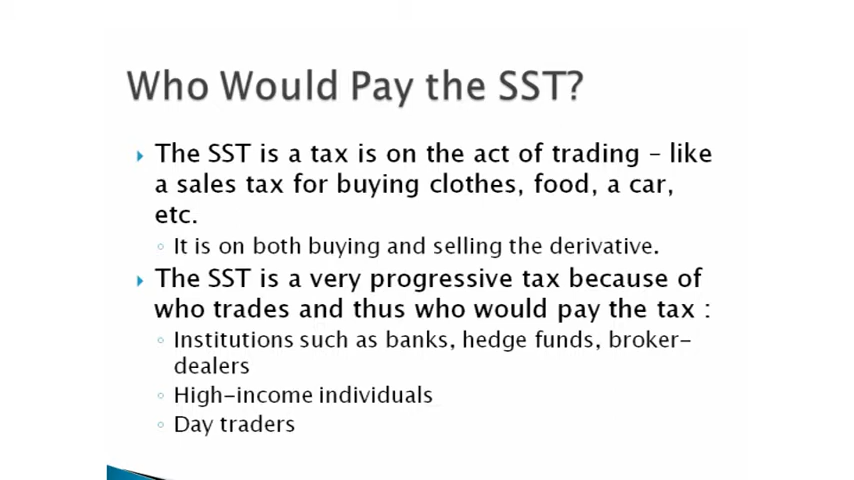 Who Would Pay the SST?
The SST is a tax is on the act of trading – like
a sales tax for buying clothes, food, a car,
etc.
It is on both buying and selling the derivative.
The SST is a very progressive tax because of
who trades and thus who would pay the tax :
Institutions such as banks, hedge funds, broker-
dealers
High-income individuals
Day traders